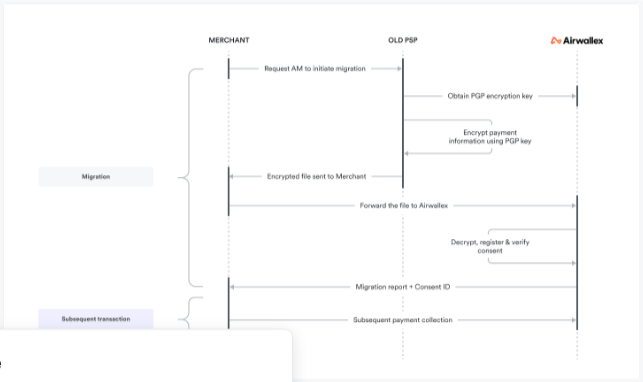 MERCHANT
OLD PSP
Airwallex
Request AM to initiate migration
Obtain PGP encryption key
Encrypt payment
information using PGP key
Migration
Encrypted file sent to Merchant
Forward the file to Airwallex
Decrypt, register & verify
consent
Migration report + Consent ID
Subsequent transaction
Subsequent payment collection